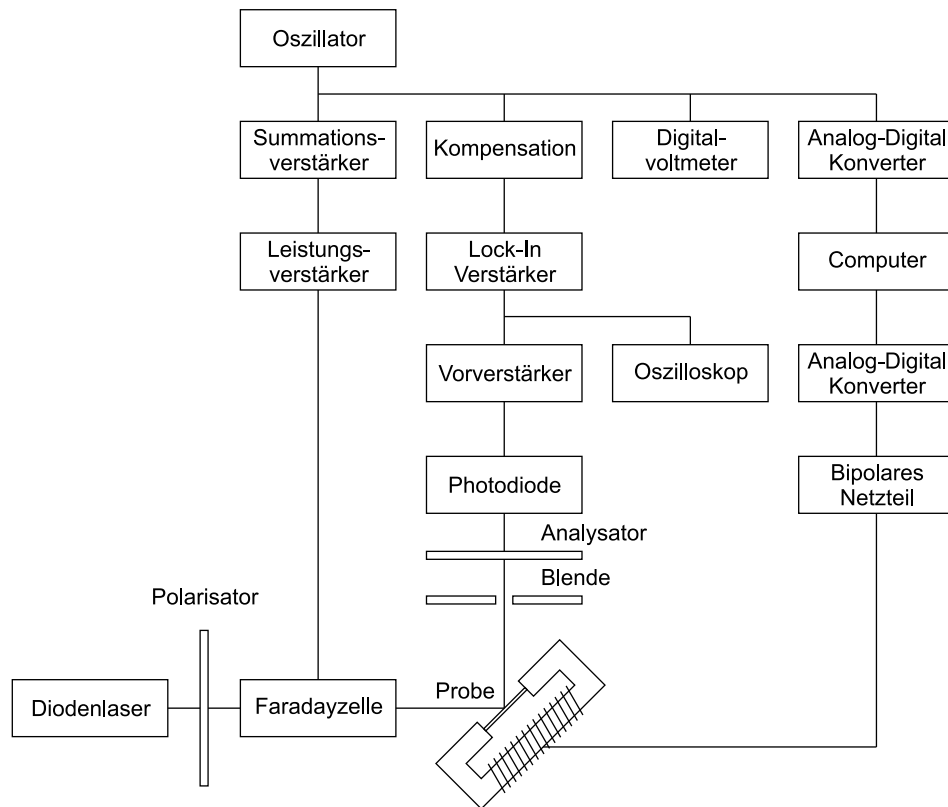 Oszillator
Summations-
verstärker
Kompensation
Digital-
voltmeter
Analog-Digital
Konverter
Leistungs-
verstärker
Lock-In
Verstärker
Computer
Vorverstärker
Oszilloskop
Analog-Digital
Konverter
Photodiode
Bipolares
Netzteil
Analysator
Blende
Polarisator
Diodenlaser
Faradayzelle
Probe